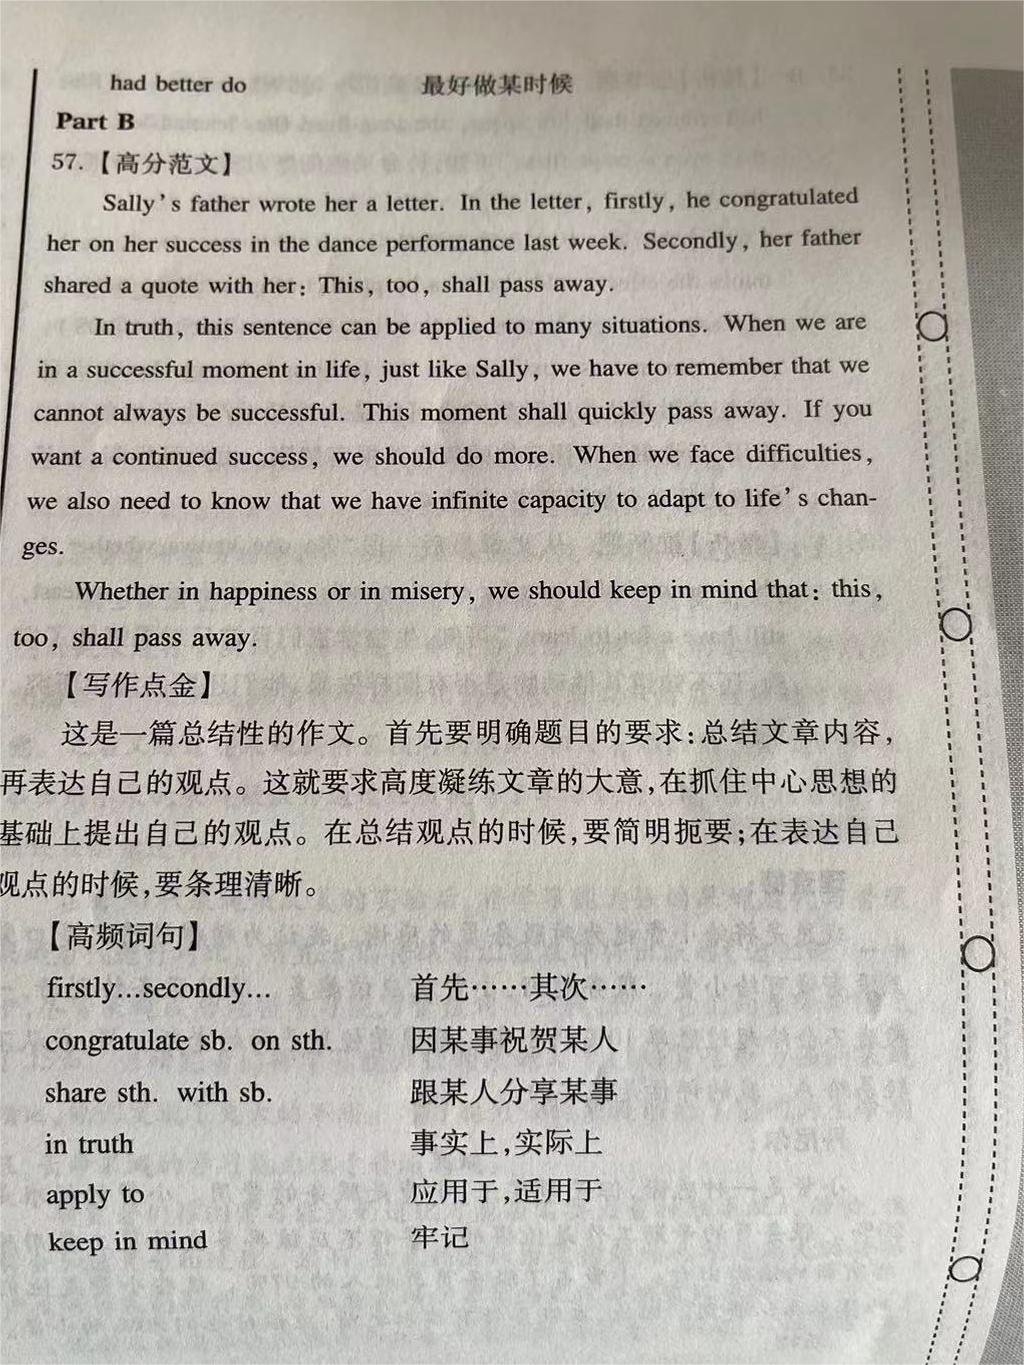 had better do 最好做某时候
Part B
57.【高分范文】
Sally’s father wrote her a letter. In the letter, firstly, he congratulated
her on her success in the dance performance last week. Secondly, her father
shared a quote with her: This, too, shall pass away.
In truth, this sentence can be applied to many situations. When we are
in a successful moment in life, just like Sally, we have to remember that we
cannot always be successful. This moment shall quickly pass away. If you
want a continued success, we should do more. When we face difficulties,
we also need to know that we have infinite capacity to adapt to life’s chan-
ges.
Whether in happiness or in misery, we should keep in mind that: this,
too, shall pass away.
【写作点金】
这是一篇总结性的作文。首先要明确题目的要求:总结文章内容,
再表达自己的观点。这就要求高度凝练文章的大意,在抓住中心思想的
基础上提出自己的观点。在总结观点的时候,要简明扼要;在表达自己
观点的时候,要条理清晰。
【高频词句】
firstly…secondly… 首先……其次……
congratulate sb. on sth. 因某事祝贺某人
share sth. with sb. 跟某人分享某事
in truth 事实上,实际上
apply to 应用于,适用于
keep in mind 牢记